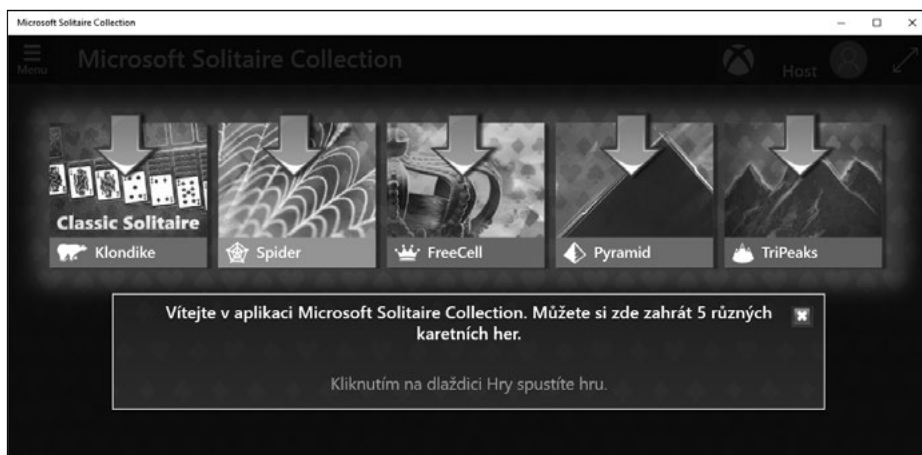 Microsoft Solitaire Collection
Menu
Microsoft Solitaire Collection
Host
Classic Solitaire
Klondike
Spider
FreeCell
Pyramid
TriPeaks
Vítejte v aplikaci Microsoft Solitaire Collection. Můžete si zde zahrát 5 různých
karetních her.
Kliknutím na dlaždici Hry spustíte hru.